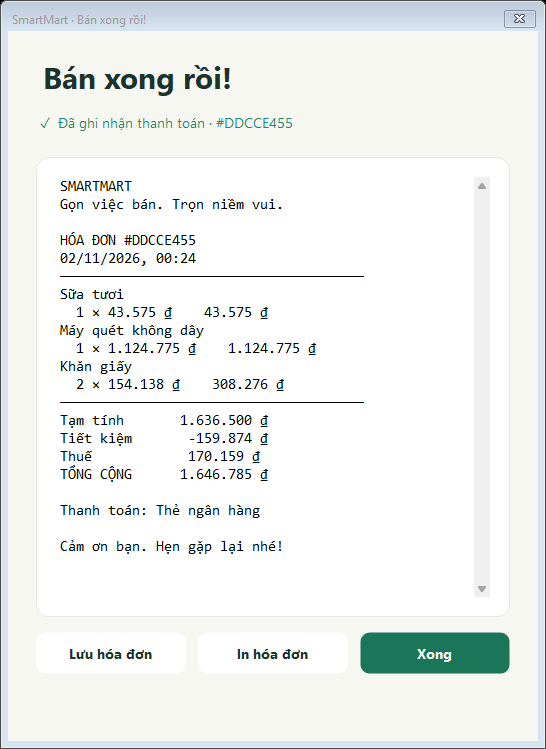 SmartMart · Bán xong rồi!
Bán xong rồi!
✓ Đã ghi nhận thanh toán · #DDCCE455
SMARTMART
Gọn việc bán. Trọn niềm vui.
HÓA ĐƠN #DDCCE455
02/11/2026, 00:24
Sữa tươi
1 × 43.575 ₫    43.575 ₫
Máy quét không dây
1 × 1.124.775 ₫    1.124.775 ₫
Khăn giấy
2 × 154.138 ₫    308.276 ₫
Tạm tính    1.636.500 ₫
Tiết kiệm    -159.874 ₫
Thuế    170.159 ₫
TỔNG CỘNG    1.646.785 ₫
Thanh toán: Thẻ ngân hàng
Cảm ơn bạn. Hẹn gặp lại nhé!
Lưu hóa đơn    In hóa đơn    Xong